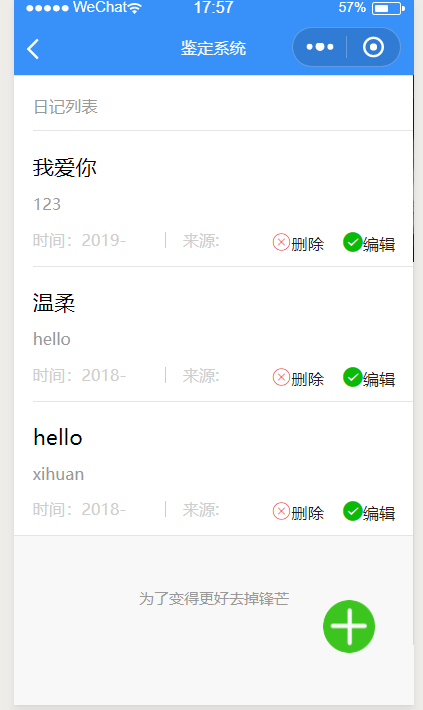 ●●●●● WeChat 17:57 57%
鉴定系统
日记列表
我爱你
123
时间：2019- 来源: 删除 编辑
温柔
hello
时间：2018- 来源: 删除 编辑
hello
xihuan
时间：2018- 来源: 删除 编辑
为了变得更好去掉锋芒